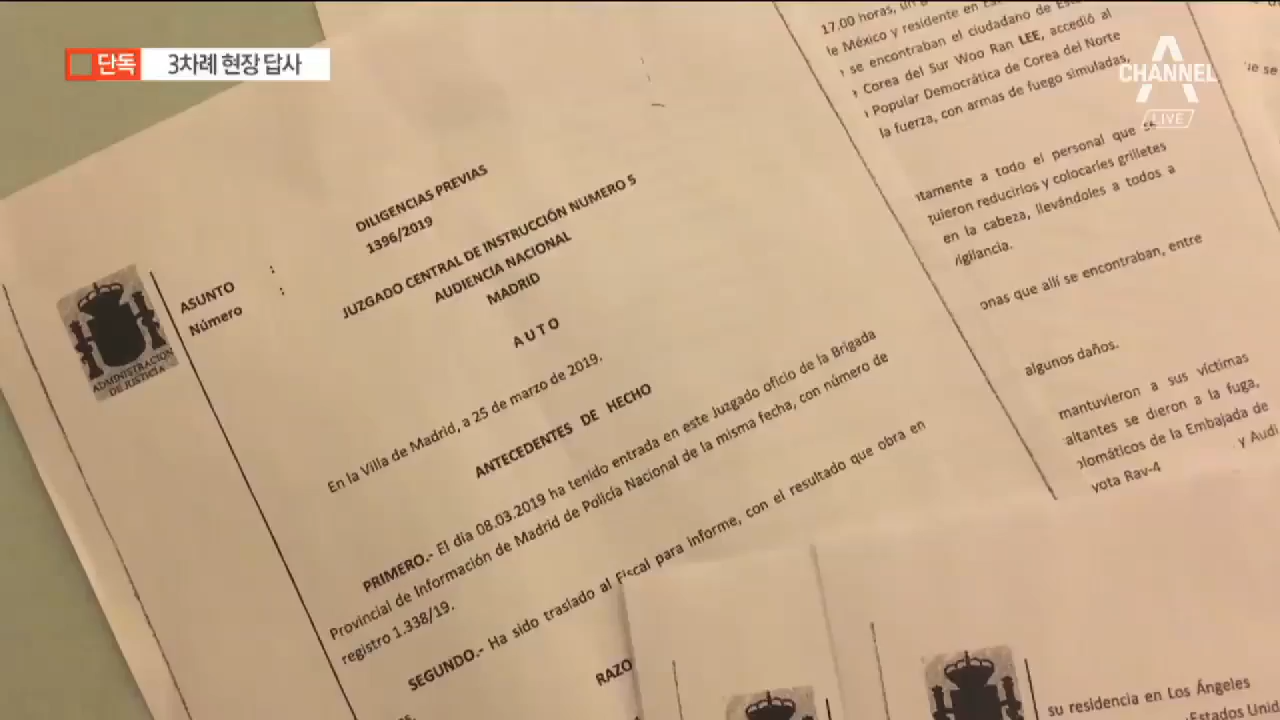 단독 3차례 현장 답사
CHANNEL A
LIVE
DILIGENCIAS PREVIAS
1396/2019
ASUNTO :
Número :
JUZGADO CENTRAL DE INSTRUCCIÓN NUMERO 5
AUDIENCIA NACIONAL
MADRID
A U T O
ADMINISTRACION
DE JUSTICIA
En la Villa de Madrid, a 25 de marzo de 2019.
ANTECEDENTES DE HECHO
PRIMERO.- El día 08.03.2019 ha tenido entrada en este Juzgado oficio de la Brigada
Provincial de Información de Madrid de Policía Nacional de la misma fecha, con número de
registro 1.338/19.
SEGUNDO.- Ha sido traslado al Fiscal para informe, con el resultado que obra en
RAZO
17.00 horas, un
le México y residente en
se encontraban el ciudadano de
Corea del Sur Woo Ran LEE, accedió al
Popular Democrática de Corea del Norte
la fuerza, con armas de fuego simuladas,
ntamente a todo el personal que se
guieron reducirlos y colocarles grilletes
en la cabeza, llevándoles a todos a
vigilancia.
onas que allí se encontraban, entre
algunos daños.
mantuvieron a sus víctimas
altantes se dieron a la fuga,
plomáticos de la Embajada de
yota Rav-4 y Audi
su residencia en Los Ángeles
Estados Unid